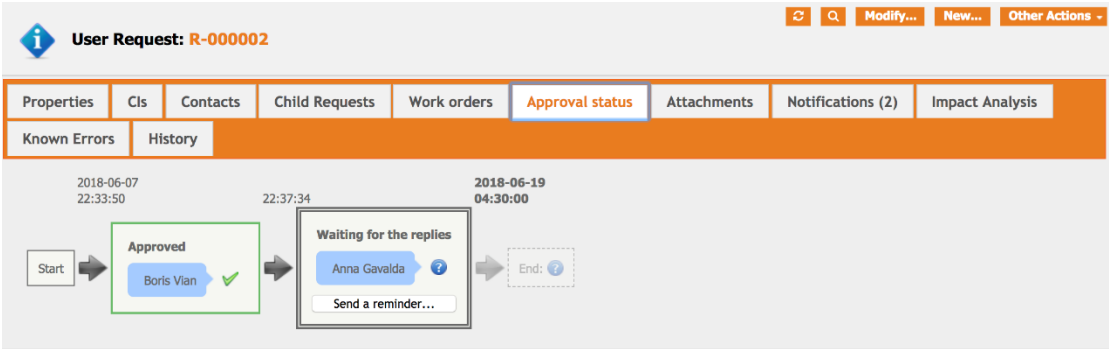 Modify...
New...
Other Actions
User Request: R-000002
Properties
CIs
Contacts
Child Requests
Work orders
Approval status
Attachments
Notifications (2)
Impact Analysis
Known Errors
History
2018-06-07
22:33:50
22:37:34
2018-06-19
04:30:00
Start
Approved
Boris Vian
Waiting for the replies
Anna Gavalda
Send a reminder...
End: